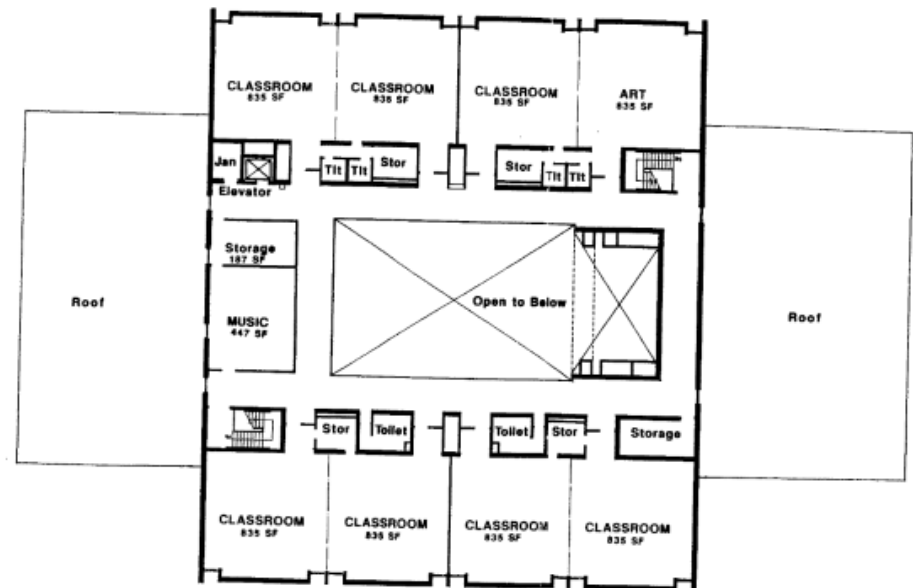 CLASSROOM
835 SF
CLASSROOM
835 SF
CLASSROOM
835 SF
ART
835 SF
Jan
Tlt
Tlt
Stor
Stor
Tlt
Tlt
Elevator
Storage
187 SF
Roof
Open to Below
MUSIC
447 SF
Roof
Stor
Toilet
Toilet
Stor
Storage
CLASSROOM
835 SF
CLASSROOM
835 SF
CLASSROOM
835 SF
CLASSROOM
835 SF